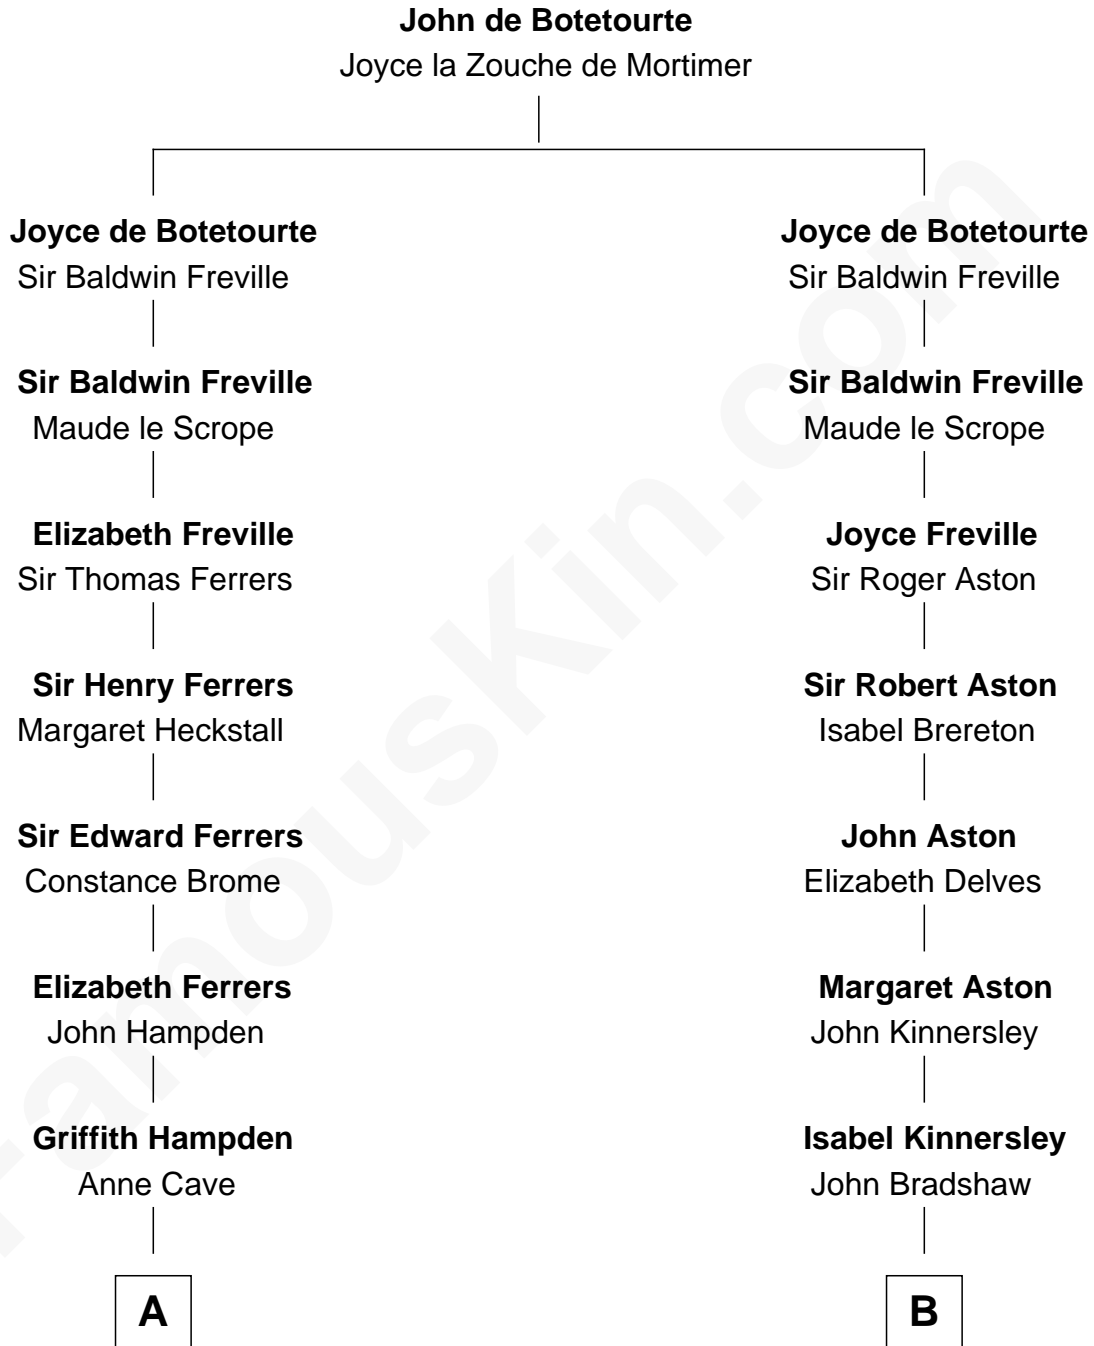 John de Botetourte
Joyce la Zouche de Mortimer
Joyce de Botetourte
Sir Baldwin Freville
Sir Baldwin Freville
Maude le Scrope
Elizabeth Freville
Sir Thomas Ferrers
Sir Henry Ferrers
Margaret Heckstall
Sir Edward Ferrers
Constance Brome
Elizabeth Ferrers
John Hampden
Griffith Hampden
Anne Cave
A
Joyce de Botetourte
Sir Baldwin Freville
Sir Baldwin Freville
Maude le Scrope
Joyce Freville
Sir Roger Aston
Sir Robert Aston
Isabel Brereton
John Aston
Elizabeth Delves
Margaret Aston
John Kinnersley
Isabel Kinnersley
John Bradshaw
B
FamousKin.com